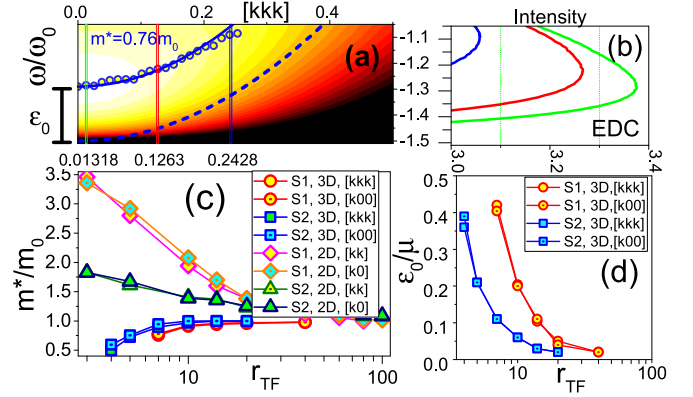 0.0 0.2 [kkk] 0.4
ω/ω₀
m*=0.76m₀
(a)
ε₀
0.01318 0.1263 0.2428
-1.1
-1.2
-1.3
-1.4
-1.5
Intensity
(b)
EDC
3.0 3.2 3.4
3.5
3.0
2.5
2.0
1.5
1.0
0.5
m*/m₀
(c)
S1, 3D, [kkk]
S1, 3D, [k00]
S2, 3D, [kkk]
S2, 3D, [k00]
S1, 2D, [kk]
S1, 2D, [k0]
S2, 2D, [kk]
S2, 2D, [k0]
10 100
r_TF
0.5
0.4
0.3
0.2
0.1
0.0
ε₀/μ
S1, 3D,[kkk]
S1, 3D,[k00]
S2, 3D,[kkk]
S2, 3D,[k00]
(d)
10 100
r_TF